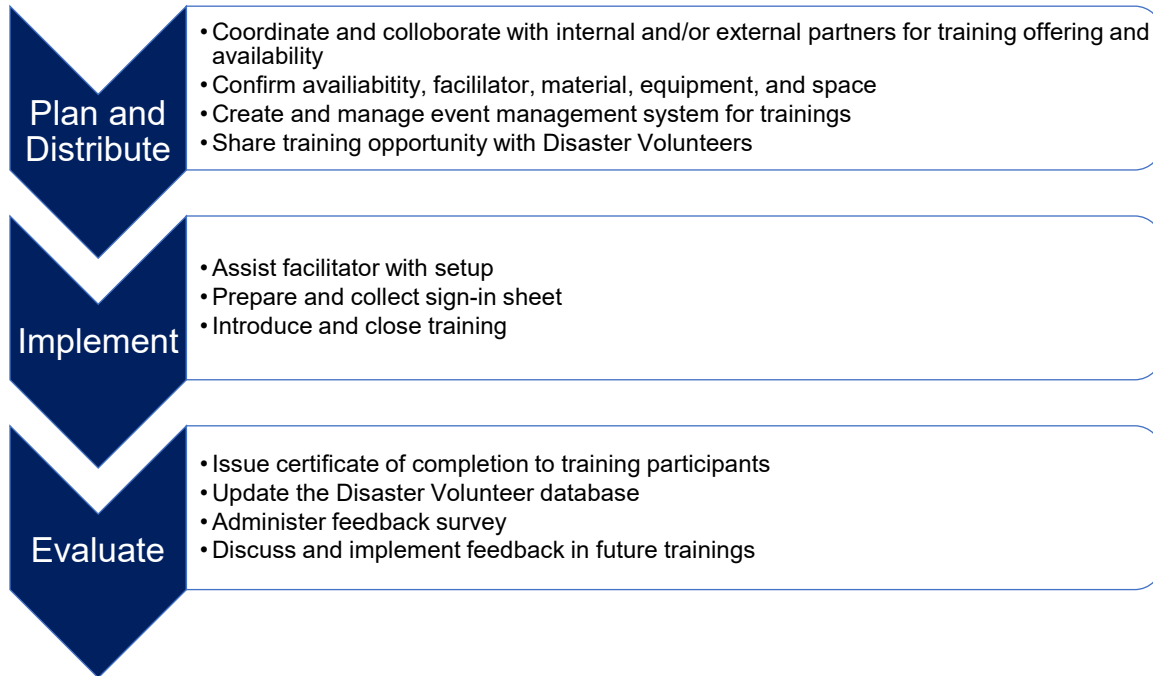 Plan and
Distribute
• Coordinate and colloborate with internal and/or external partners for training offering and
availability
• Confirm availiabitity, facililator, material, equipment, and space
• Create and manage event management system for trainings
• Share training opportunity with Disaster Volunteers
Implement
• Assist facilitator with setup
• Prepare and collect sign-in sheet
• Introduce and close training
Evaluate
• Issue certificate of completion to training participants
• Update the Disaster Volunteer database
• Administer feedback survey
• Discuss and implement feedback in future trainings